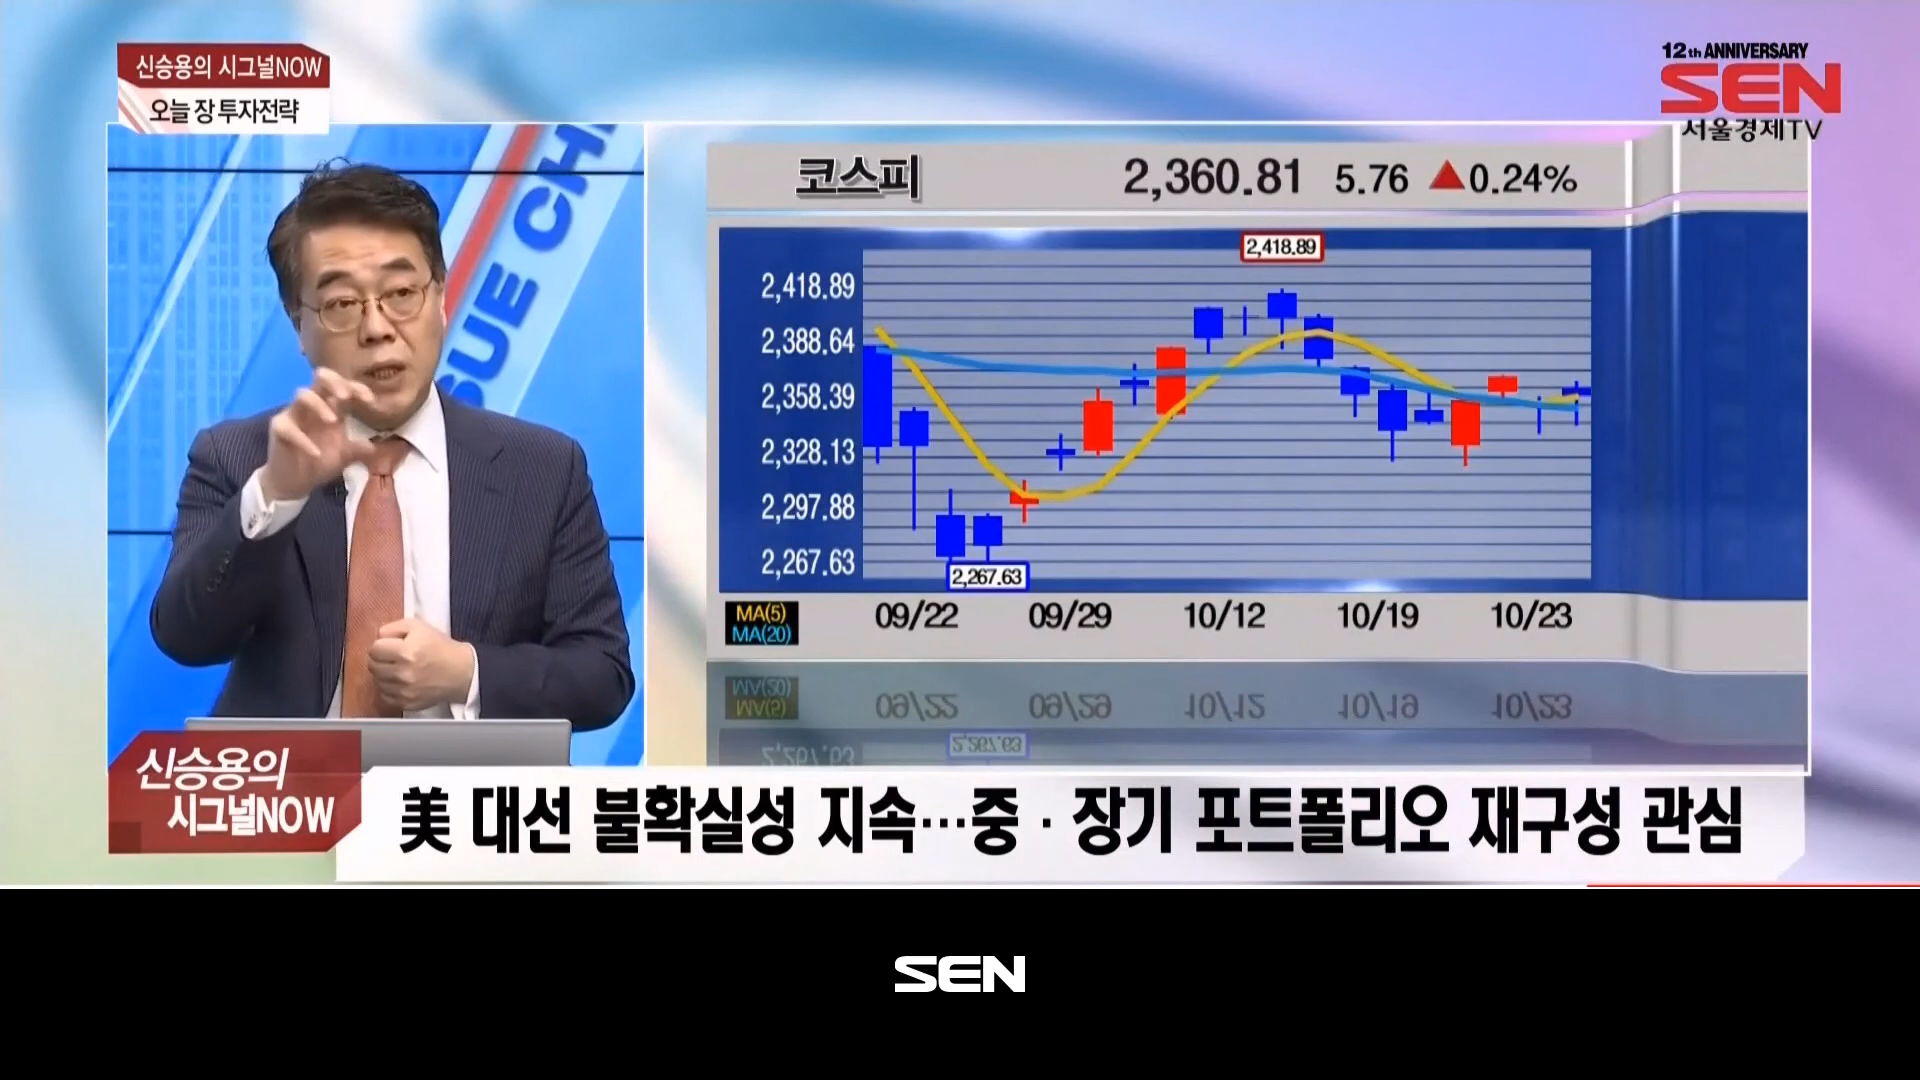 신승용의 시그널NOW
오늘 장 투자전략
12th ANNIVERSARY
SEN
서울경제TV
SUE CH
코스피 2,360.81 5.76 ▲0.24%
2,418.89
2,418.89
2,388.64
2,358.39
2,328.13
2,297.88
2,267.63
2,267.63
MA(5)
MA(20)
09/22 09/29 10/12 10/19 10/23
신승용의
시그널NOW
美 대선 불확실성 지속…중·장기 포트폴리오 재구성 관심
SEN